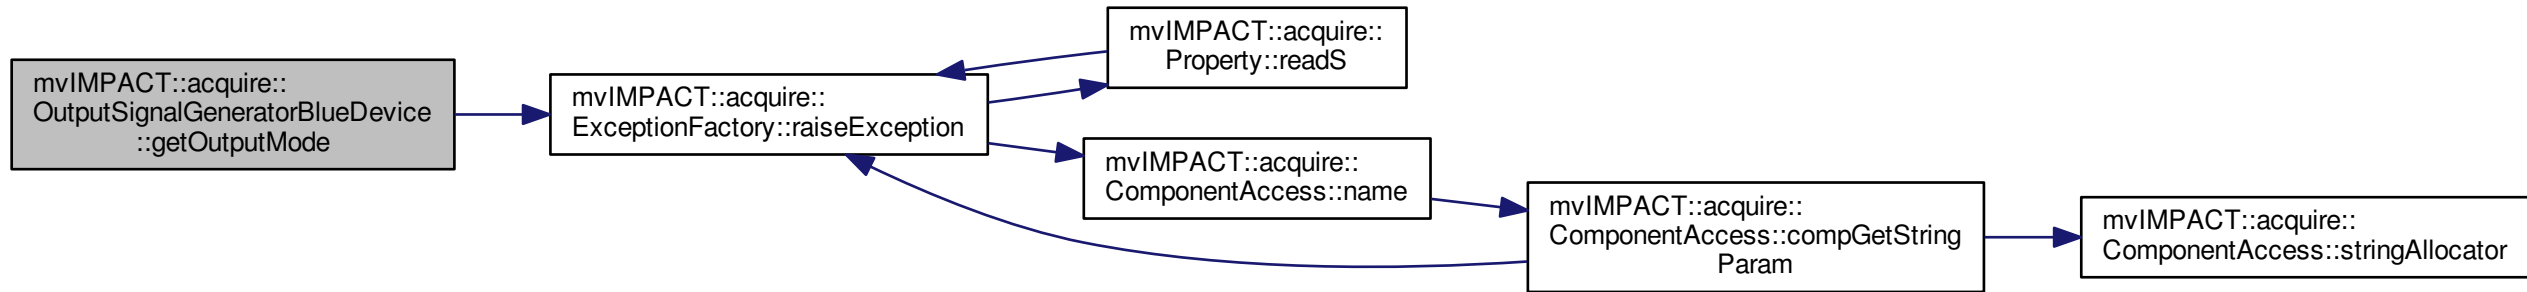 mvIMPACT::acquire::
OutputSignalGeneratorBlueDevice
::getOutputMode
mvIMPACT::acquire::
ExceptionFactory::raiseException
mvIMPACT::acquire::
Property::readS
mvIMPACT::acquire::
ComponentAccess::name
mvIMPACT::acquire::
ComponentAccess::compGetString
Param
mvIMPACT::acquire::
ComponentAccess::stringAllocator